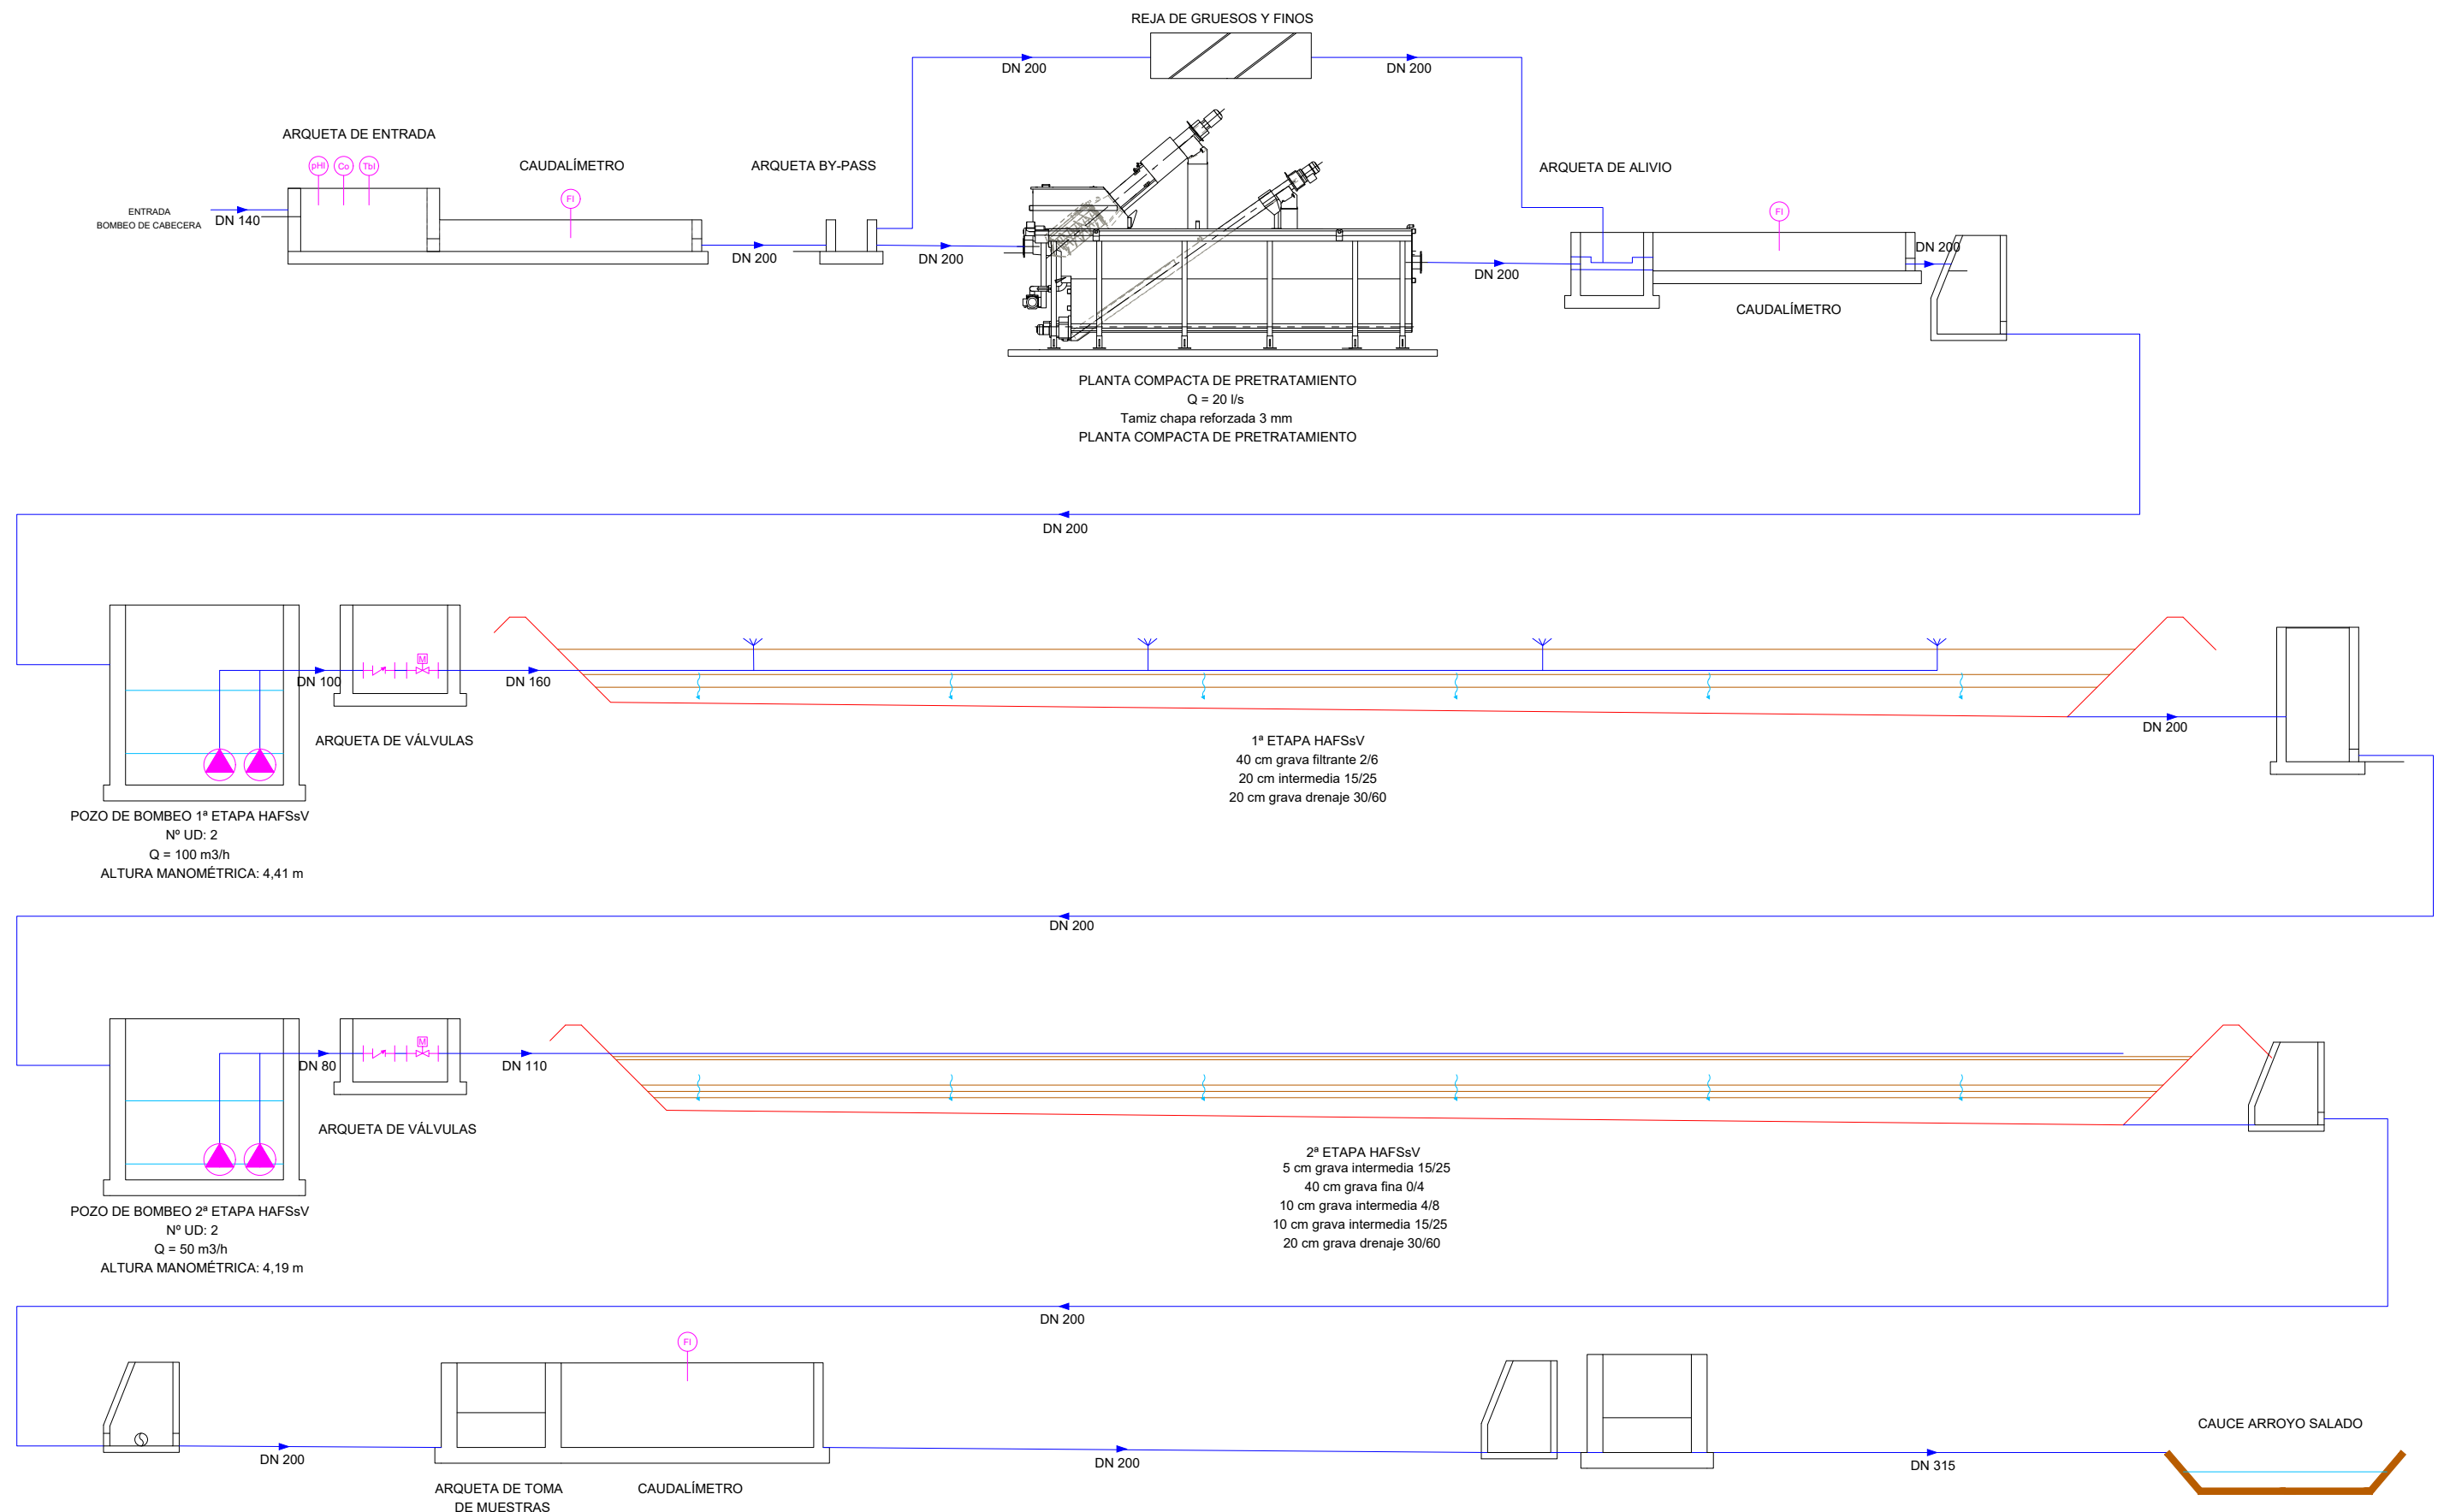 REJA DE GRUESOS Y FINOS
DN 200
DN 200
ARQUETA DE ENTRADA
pHI
Co
TbI
CAUDALÍMETRO
FI
ARQUETA BY-PASS
ARQUETA DE ALIVIO
FI
ENTRADA
BOMBEO DE CABECERA
DN 140
DN 200
DN 200
DN 200
DN 200
CAUDALÍMETRO
PLANTA COMPACTA DE PRETRATAMIENTO
Q = 20 l/s
Tamiz chapa reforzada 3 mm
PLANTA COMPACTA DE PRETRATAMIENTO
DN 200
M
DN 100
DN 160
DN 200
ARQUETA DE VÁLVULAS
1ª ETAPA HAFSsV
40 cm grava filtrante 2/6
20 cm intermedia 15/25
20 cm grava drenaje 30/60
POZO DE BOMBEO 1ª ETAPA HAFSsV
Nº UD: 2
Q = 100 m3/h
ALTURA MANOMÉTRICA: 4,41 m
DN 200
M
DN 80
DN 110
ARQUETA DE VÁLVULAS
2ª ETAPA HAFSsV
5 cm grava intermedia 15/25
40 cm grava fina 0/4
10 cm grava intermedia 4/8
10 cm grava intermedia 15/25
20 cm grava drenaje 30/60
POZO DE BOMBEO 2ª ETAPA HAFSsV
Nº UD: 2
Q = 50 m3/h
ALTURA MANOMÉTRICA: 4,19 m
DN 200
FI
DN 200
DN 200
DN 315
CAUCE ARROYO SALADO
ARQUETA DE TOMA
DE MUESTRAS
CAUDALÍMETRO